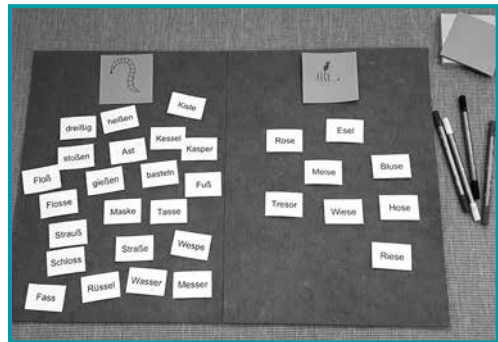 Kiste
heißen
dreißig
Kessel
Kasper
Ast
stoßen
basteln
Floß
gießen
Fuß
Flosse
Maske
Tasse
Strauß
Straße
Wespe
Schloss
Wasser
Messer
Rüssel
Fass
Esel
Rose
Bluse
Meise
Tresor
Wiese
Hose
Riese